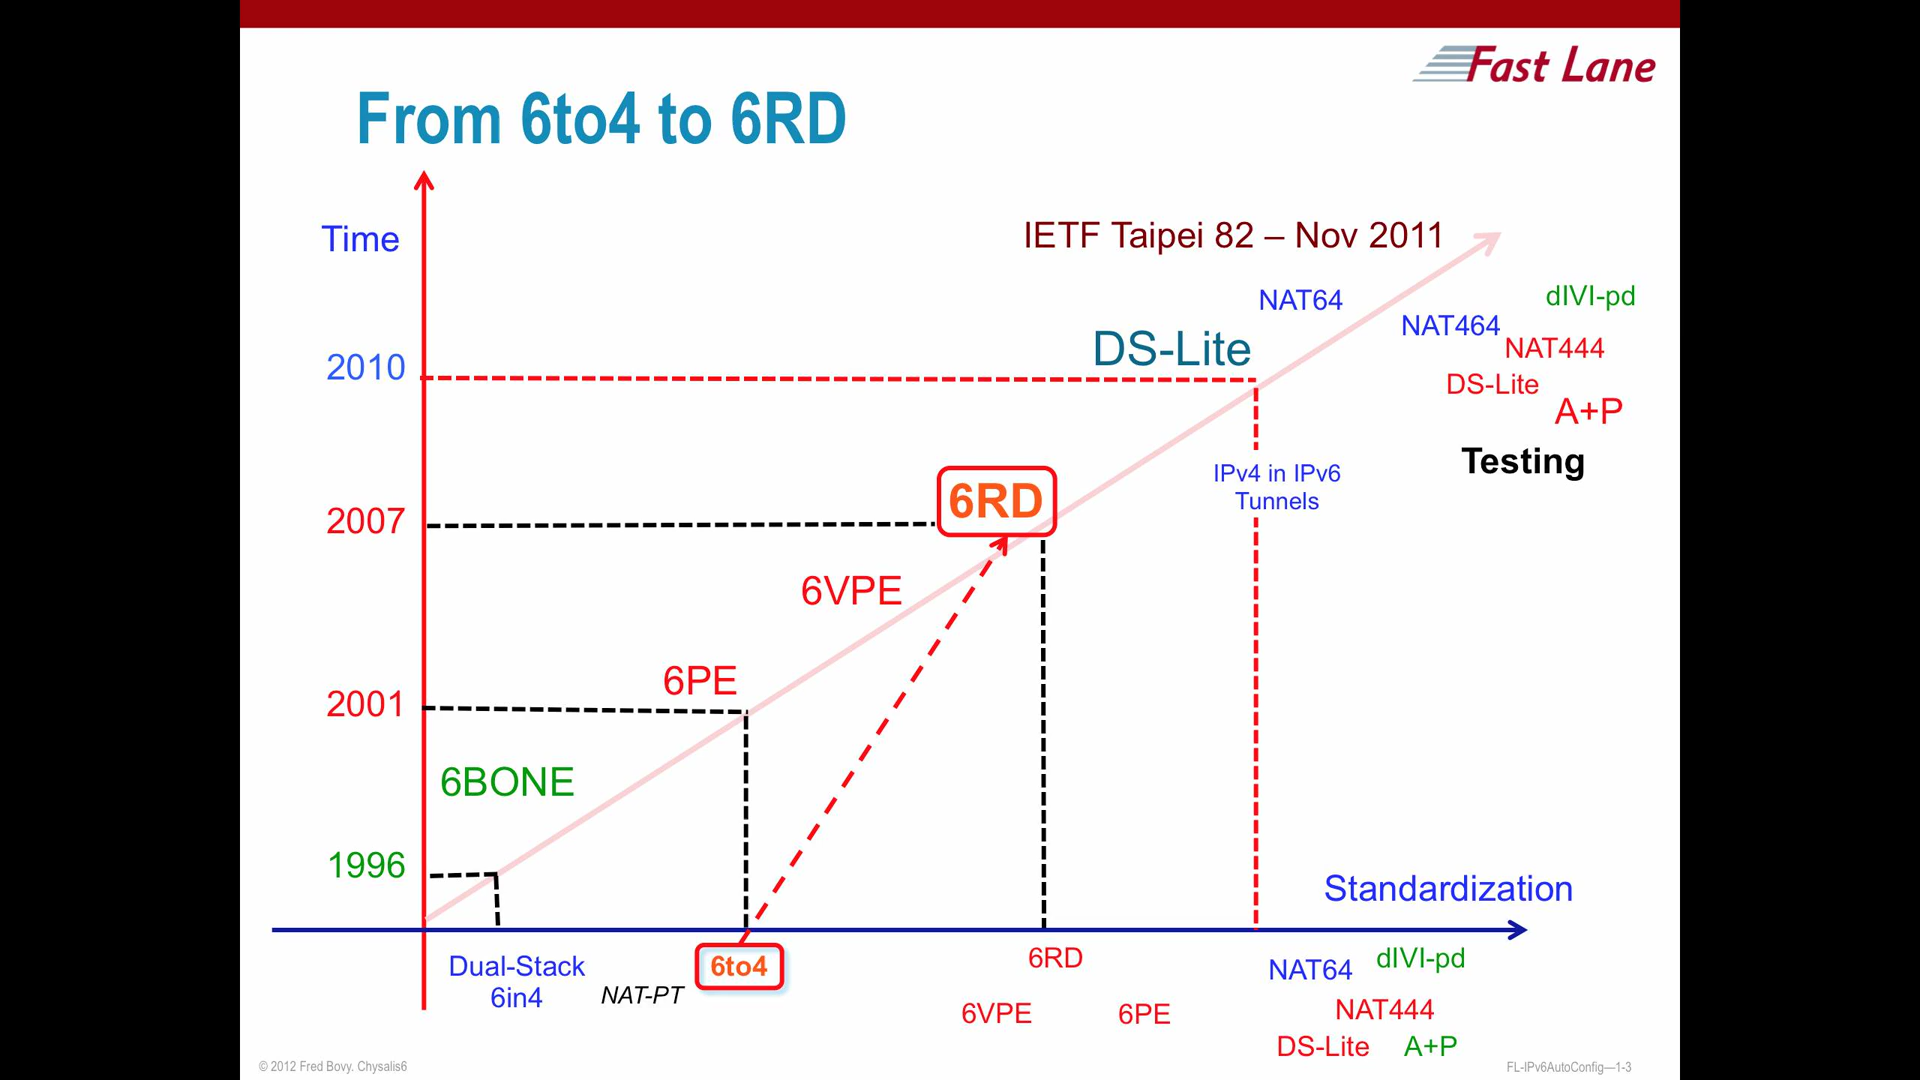 Fast Lane
From 6to4 to 6RD
Time
IETF Taipei 82 – Nov 2011
NAT64
dIVI-pd
NAT464
NAT444
DS-Lite
2010
DS-Lite
A+P
Testing
IPv4 in IPv6
Tunnels
6RD
2007
6VPE
6PE
2001
6BONE
1996
Standardization
Dual-Stack
6in4
NAT-PT
6to4
6RD
NAT64
dIVI-pd
6VPE
6PE
NAT444
DS-Lite
A+P
© 2012 Fred Bovy. Chysalis6
FL-IPv6AutoConfig—1-3